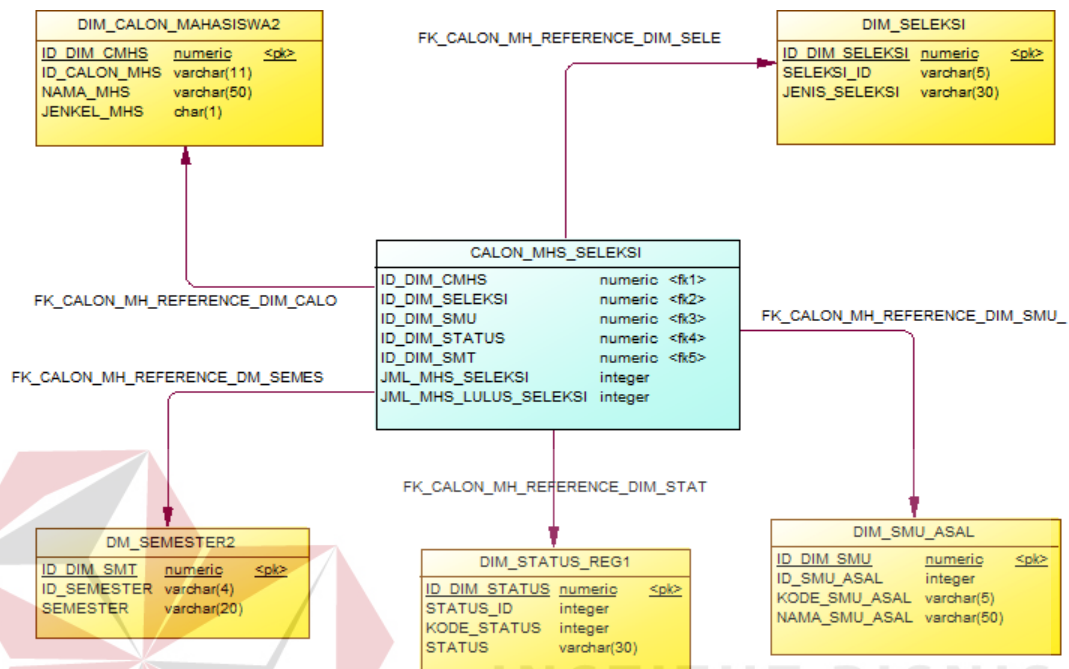 DIM_CALON_MAHASISWA2
ID_DIM_CMHS numeric <pk>
ID_CALON_MHS varchar(11)
NAMA_MHS varchar(50)
JENKEL_MHS char(1)
FK_CALON_MH_REFERENCE_DIM_SELE
DIM_SELEKSI
ID_DIM_SELEKSI numeric <pk>
SELEKSI_ID varchar(5)
JENIS_SELEKSI varchar(30)
CALON_MHS_SELEKSI
ID_DIM_CMHS numeric <fk1>
ID_DIM_SELEKSI numeric <fk2>
ID_DIM_SMU numeric <fk3>
ID_DIM_STATUS numeric <fk4>
ID_DIM_SMT numeric <fk5>
JML_MHS_SELEKSI integer
JML_MHS_LULUS_SELEKSI integer
FK_CALON_MH_REFERENCE_DIM_CALO
FK_CALON_MH_REFERENCE_DIM_SMU_
FK_CALON_MH_REFERENCE_DM_SEMES
FK_CALON_MH_REFERENCE_DIM_STAT
DM_SEMESTER2
ID_DIM_SMT numeric <pk>
ID_SEMESTER varchar(4)
SEMESTER varchar(20)
DIM_STATUS_REG1
ID_DIM_STATUS numeric <pk>
STATUS_ID integer
KODE_STATUS integer
STATUS varchar(30)
DIM_SMU_ASAL
ID_DIM_SMU numeric <pk>
ID_SMU_ASAL integer
KODE_SMU_ASAL varchar(5)
NAMA_SMU_ASAL varchar(50)